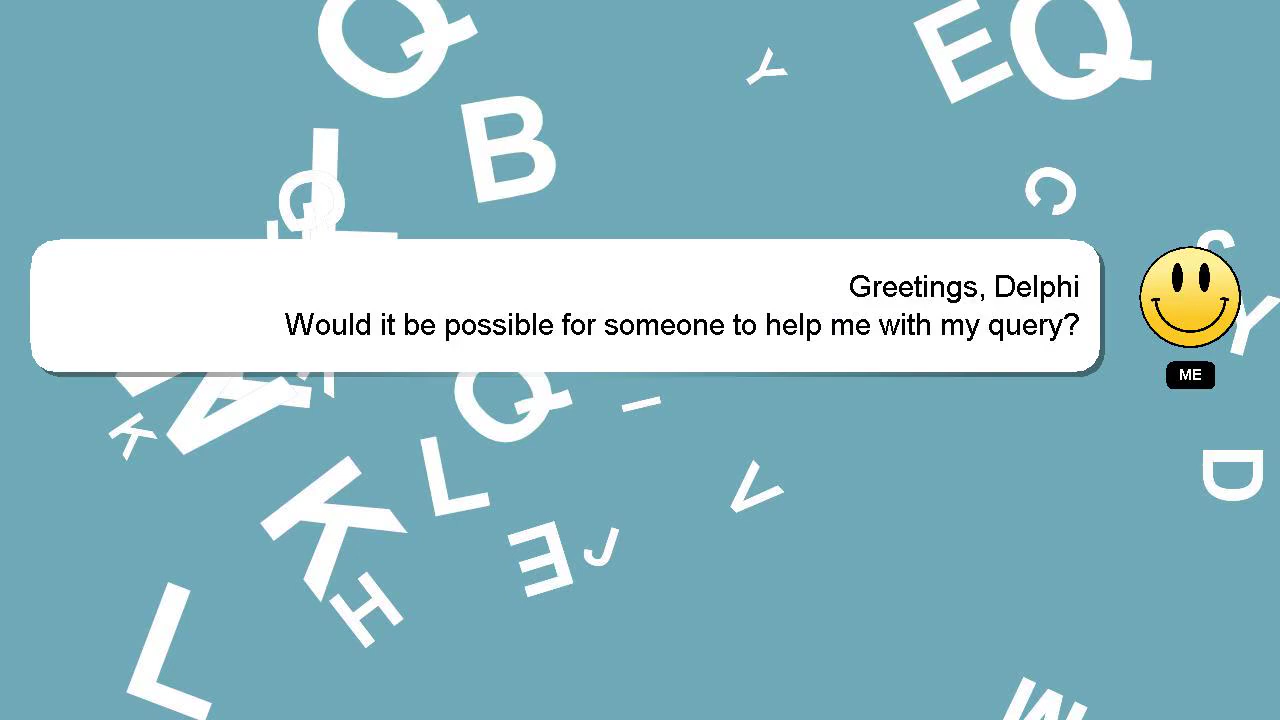 Q
E
Q
Y
B
I
Q
C
S
Greetings, Delphi
Would it be possible for someone to help me with my query?
ME
Y
A
K
Q
I
L
K
V
D
E
J
H
L
W